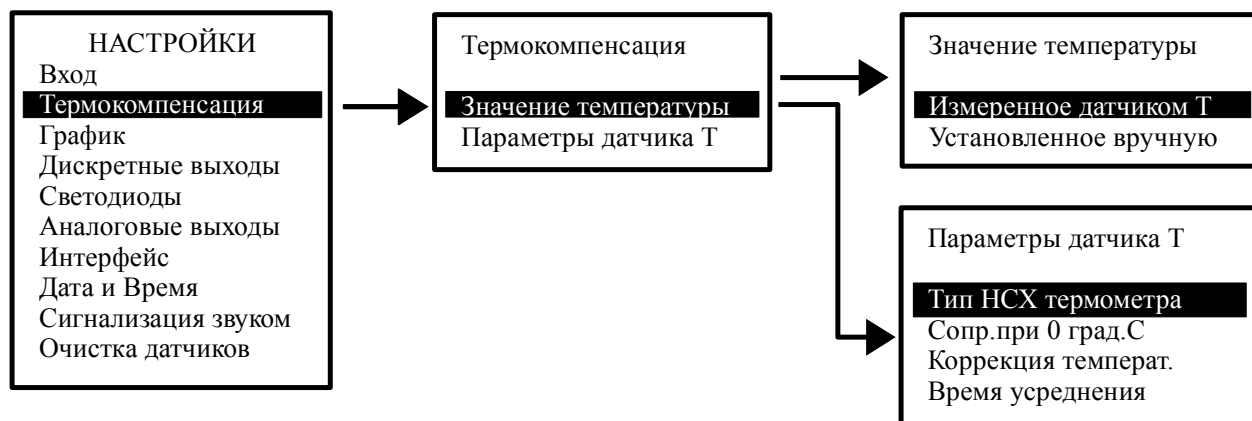 НАСТРОЙКИ
Вход
Термокомпенсация
График
Дискретные выходы
Светодиоды
Аналоговые выходы
Интерфейс
Дата и Время
Сигнализация звуком
Очистка датчиков
Термокомпенсация
Значение температуры
Параметры датчика Т
Значение температуры
Измеренное датчиком Т
Установленное вручную
Параметры датчика Т
Тип НСХ термометра
Сопр.при 0 град.С
Коррекция температ.
Время усреднения